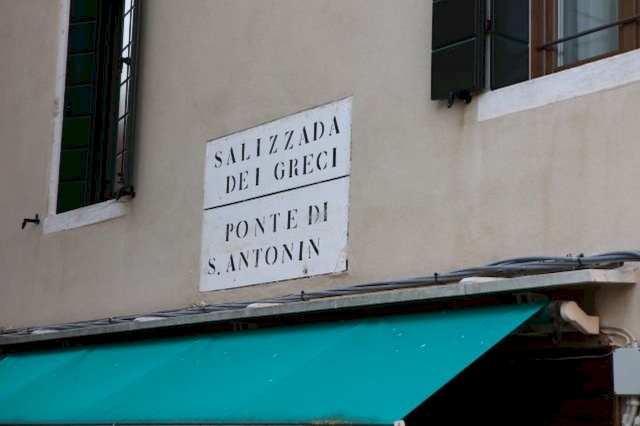 SALIZZADA
DEI GRECI
PONTE DI
S. ANTONIN